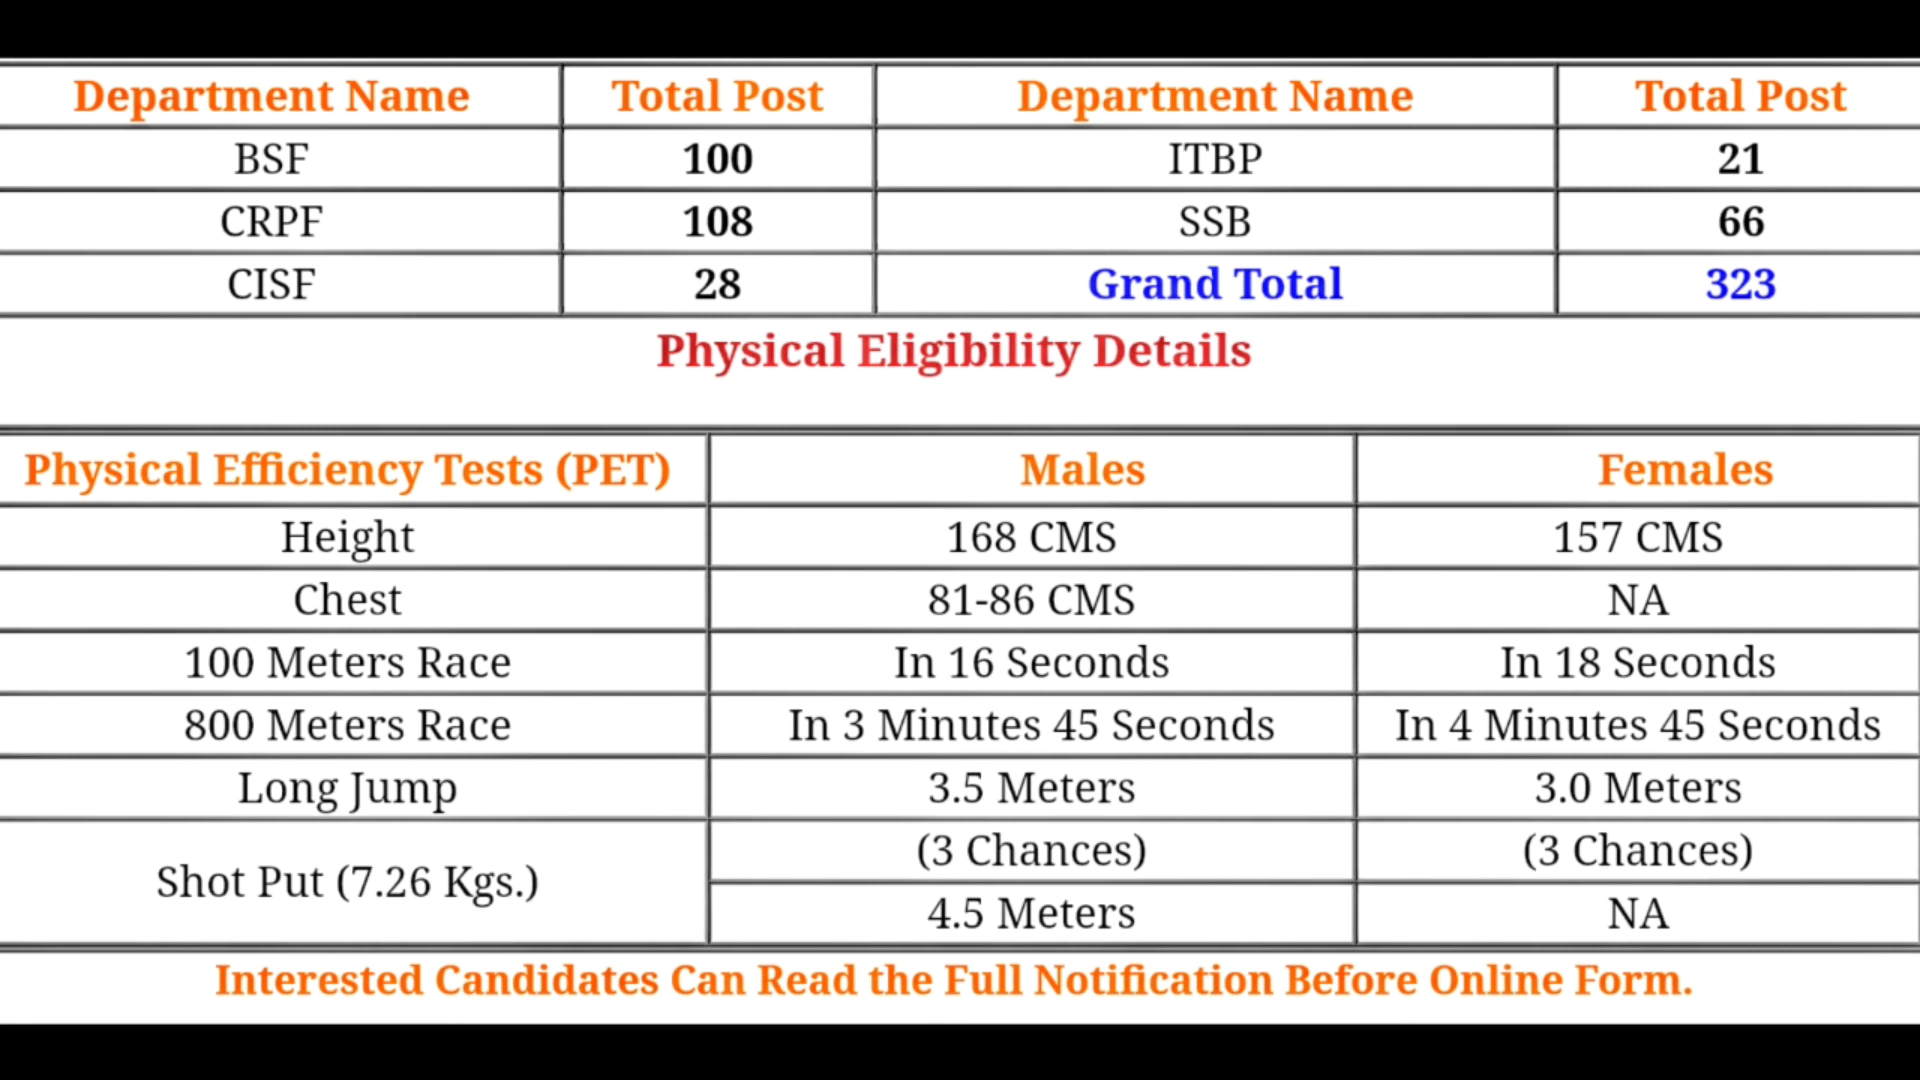 Department Name Total Post Department Name Total Post
BSF 100 ITBP 21
CRPF 108 SSB 66
CISF 28 Grand Total 323
Physical Eligibility Details
Physical Efficiency Tests (PET) Males Females
Height 168 CMS 157 CMS
Chest 81-86 CMS NA
100 Meters Race In 16 Seconds In 18 Seconds
800 Meters Race In 3 Minutes 45 Seconds In 4 Minutes 45 Seconds
Long Jump 3.5 Meters 3.0 Meters
Shot Put (7.26 Kgs.) (3 Chances) (3 Chances)
4.5 Meters NA
Interested Candidates Can Read the Full Notification Before Online Form.